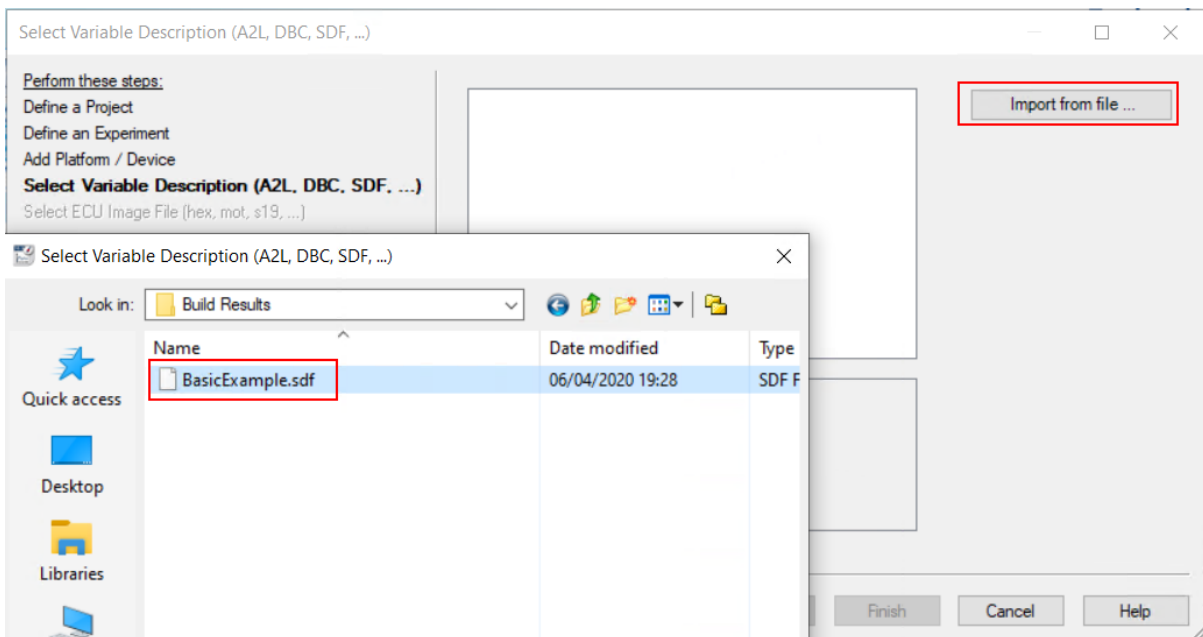 Select Variable Description (A2L, DBC, SDF, ...)
Perform these steps:
Define a Project
Define an Experiment
Add Platform / Device
Select Variable Description (A2L, DBC, SDF, ...)
Select ECU Image File (hex, mot, s19, ...)
Import from file ...
Select Variable Description (A2L, DBC, SDF, ...)
Look in:
Build Results
Name
Date modified
Type
BasicExample.sdf
06/04/2020 19:28
SDF F
Quick access
Desktop
Libraries
Finish
Cancel
Help